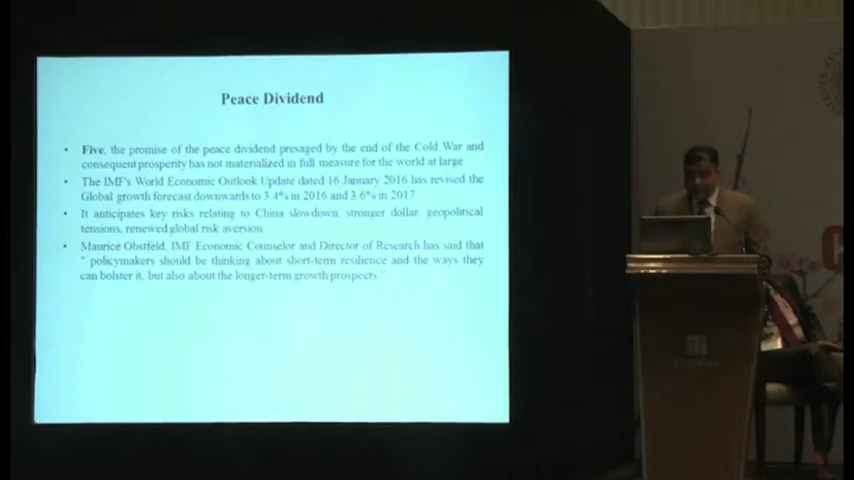 Peace Dividend
• Five, the promise of the peace dividend presaged by the end of the Cold War and
consequent prosperity has not materialized in full measure for the world at large.
• The IMF's World Economic Outlook Update dated 16 January 2016 has revised the
Global growth forecast downwards to 3.4% in 2016 and 3.6% in 2017
• It anticipates key risks relating to China slowdown, stronger dollar, geopolitical
tensions, renewed global risk aversion.
• Maurice Obstfeld, IMF Economic Counselor and Director of Research has said that
" policymakers should be thinking about short-term resilience and the ways they
can bolster it, but also about the longer-term growth prospects "
TRIDENT